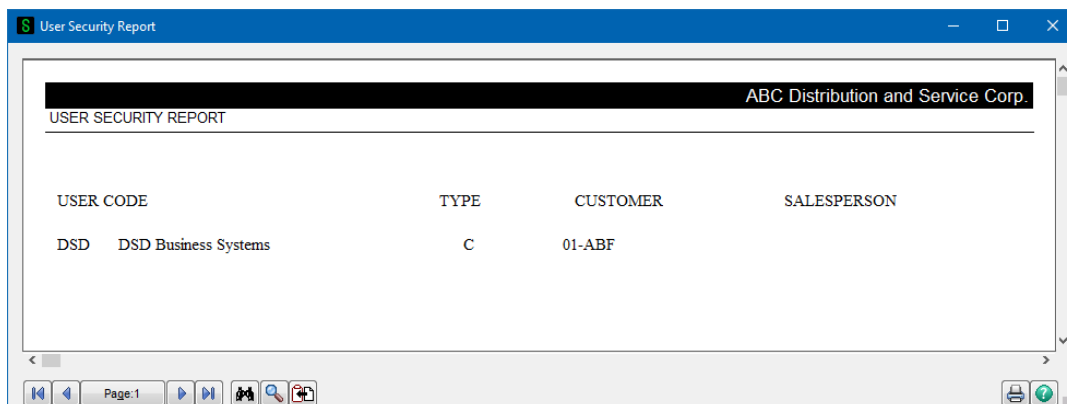 User Security Report
ABC Distribution and Service Corp.
USER SECURITY REPORT
USER CODE TYPE CUSTOMER SALESPERSON
DSD DSD Business Systems C 01-ABF
Page:1